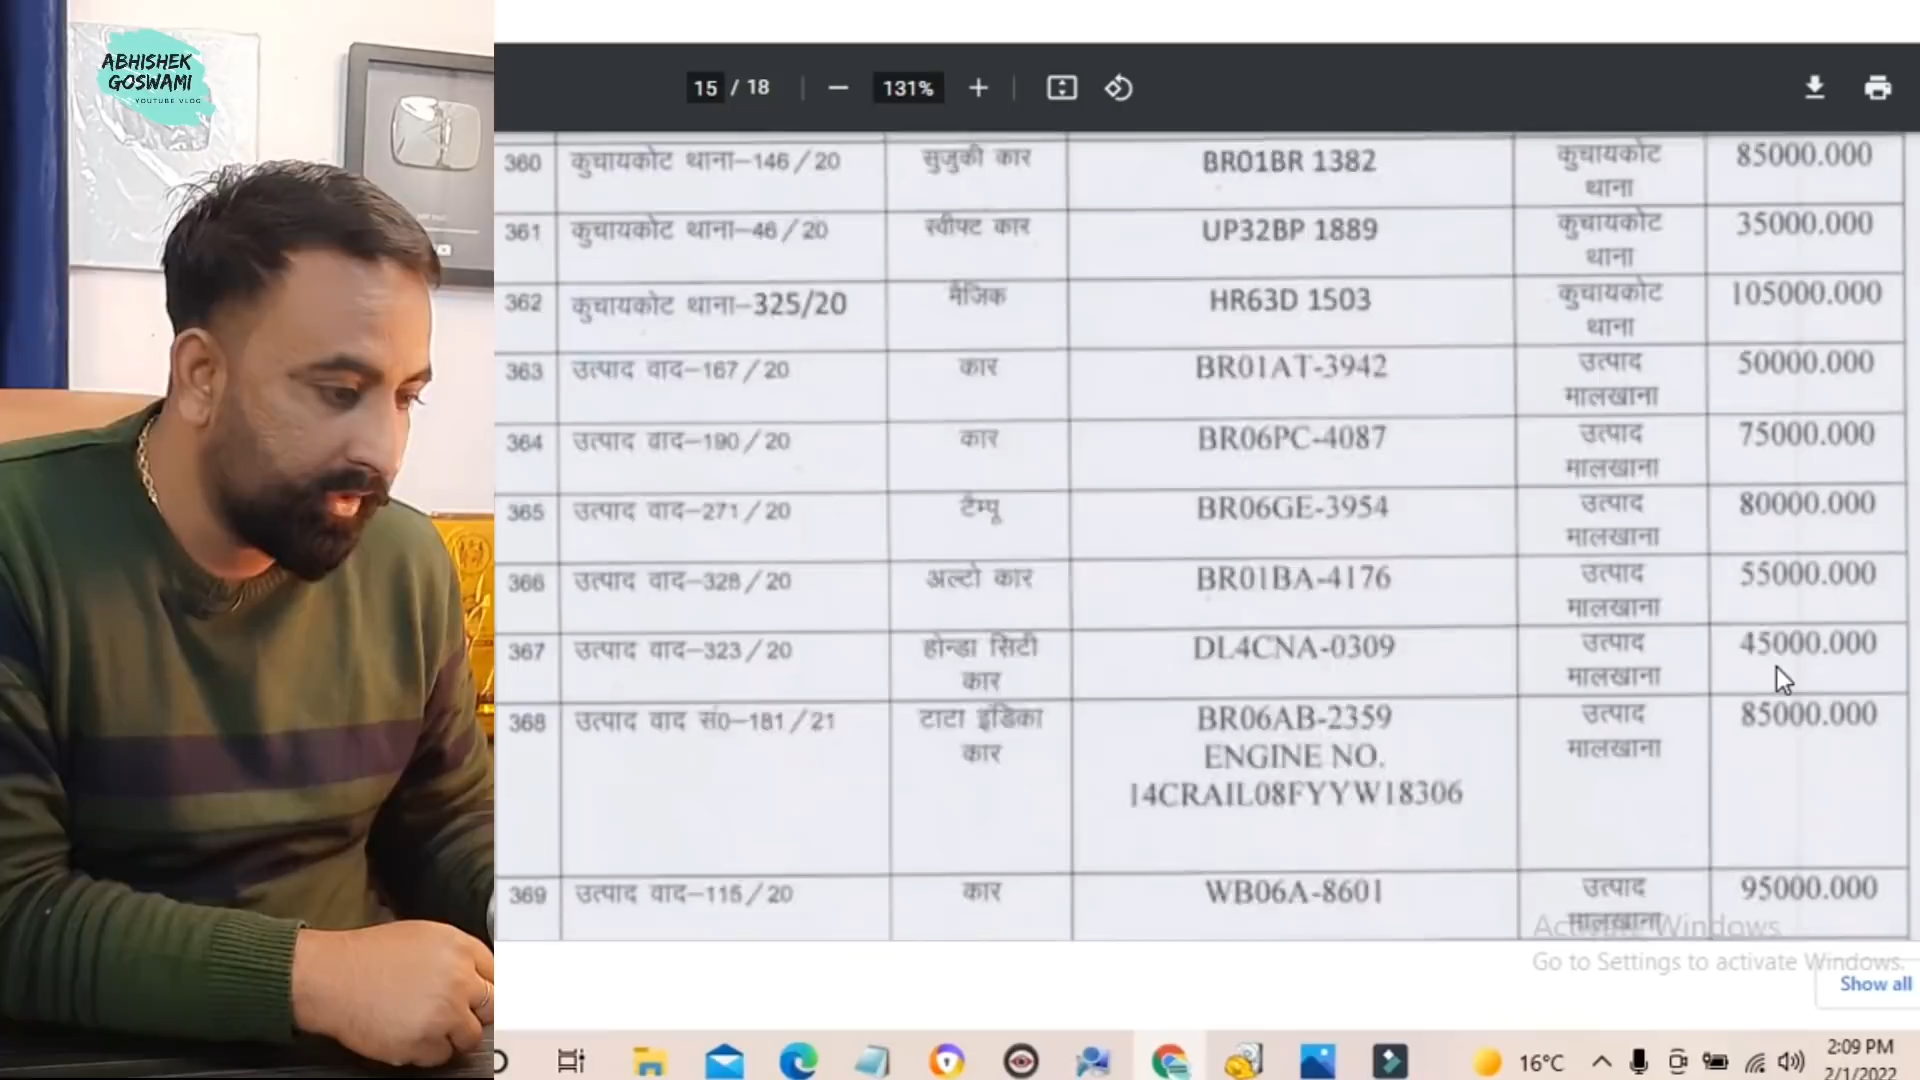 ABHISHEK
GOSWAMI
YOUTUBE VLOG
15 / 18 131%
360 कुचायकोट थाना-146/20 सुजुकी कार BR01BR 1382 कुचायकोट थाना 85000.000
361 कुचायकोट थाना-46/20 स्वीफ्ट कार UP32BP 1889 कुचायकोट थाना 35000.000
362 कुचायकोट थाना-325/20 मैजिक HR63D 1503 कुचायकोट थाना 105000.000
363 उत्पाद वाद-167/20 कार BR01AT-3942 उत्पाद मालखाना 50000.000
364 उत्पाद वाद-190/20 कार BR06PC-4087 उत्पाद मालखाना 75000.000
365 उत्पाद वाद-271/20 टैम्पू BR06GE-3954 उत्पाद मालखाना 80000.000
366 उत्पाद वाद-328/20 अल्टो कार BR01BA-4176 उत्पाद मालखाना 55000.000
367 उत्पाद वाद-323/20 होन्डा सिटी कार DL4CNA-0309 उत्पाद मालखाना 45000.000
368 उत्पाद वाद सं0-181/21 टाटा इंडिका कार BR06AB-2359 उत्पाद मालखाना 85000.000
ENGINE NO.
14CRAIL08FYYW18306
369 उत्पाद वाद-115/20 कार WB06A-8601 उत्पाद मालखाना 95000.000
Activate Windows
Go to Settings to activate Windows.
Show all
16°C
2:09 PM
2/1/2022